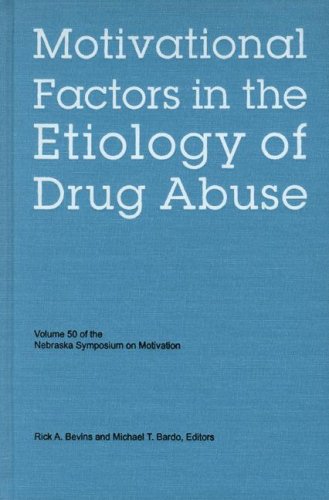 Motivational
Factors in the
Etiology of
Drug Abuse
Volume 50 of the
Nebraska Symposium on Motivation
Rick A. Bevins and Michael T. Bardo, Editors